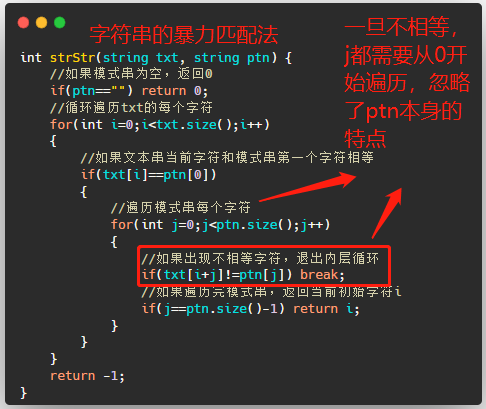 字符串的暴力匹配法
一旦不相等，
j都需要从0开
始遍历，忽略
了ptn本身的
特点
int strStr(string txt, string ptn) {
//如果模式串为空，返回0
if(ptn=="") return 0;
//循环遍历txt的每个字符
for(int i=0;i<txt.size();i++)
{
//如果文本串当前字符和模式串第一个字符相等
if(txt[i]==ptn[0])
{
//遍历模式串每个字符
for(int j=0;j<ptn.size();j++)
{
//如果出现不相等字符，退出内层循环
if(txt[i+j]!=ptn[j]) break;
//如果遍历完模式串，返回当前初始字符i
if(j==ptn.size()-1) return i;
}
}
}
return -1;
}